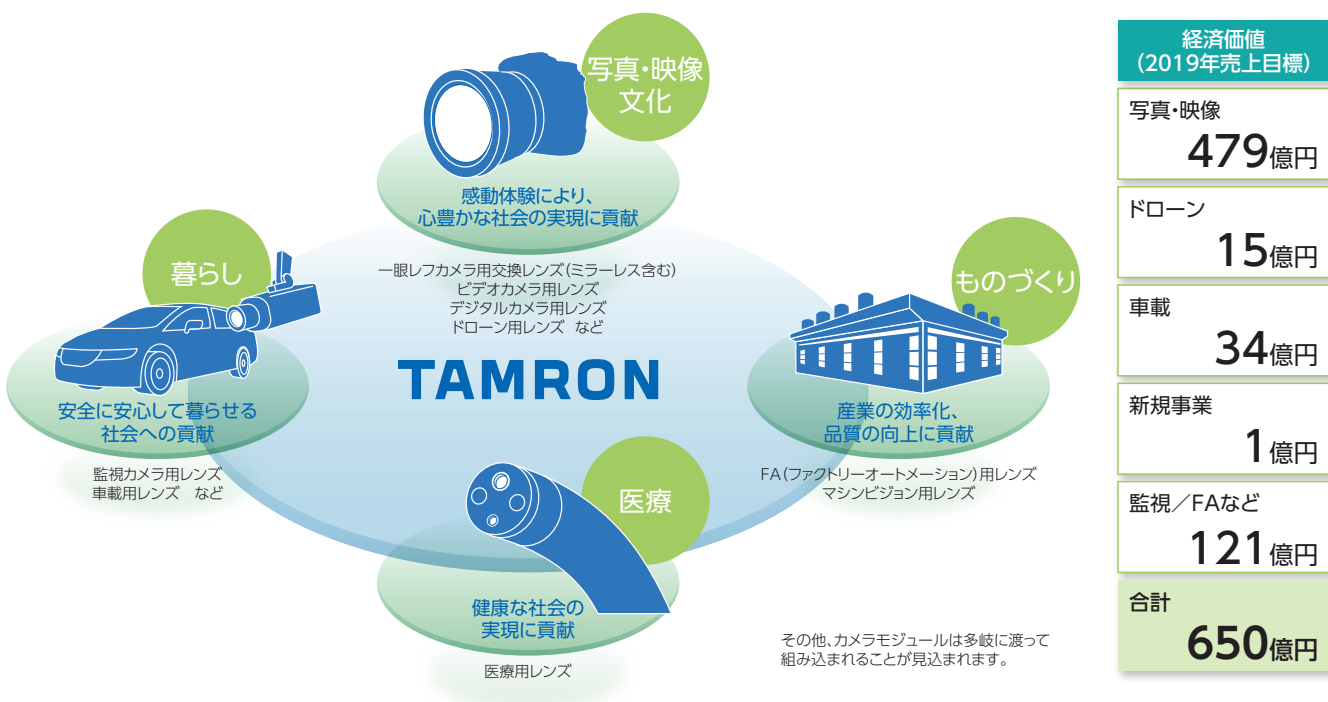 写真・映像
文化
感動体験により、
心豊かな社会の実現に貢献
一眼レフカメラ用交換レンズ(ミラーレス含む)
ビデオカメラ用レンズ
デジタルカメラ用レンズ
ドローン用レンズ など
暮らし
安全に安心して暮らせる
社会への貢献
監視カメラ用レンズ
車載用レンズ など
TAMRON
ものづくり
産業の効率化、
品質の向上に貢献
FA(ファクトリーオートメーション)用レンズ
マシンビジョン用レンズ
医療
健康な社会の
実現に貢献
医療用レンズ
その他、カメラモジュールは多岐に渡って
組み込まれることが見込まれます。
経済価値
(2019年売上目標)
写真・映像
479億円
ドローン
15億円
車載
34億円
新規事業
1億円
監視/FAなど
121億円
合計
650億円